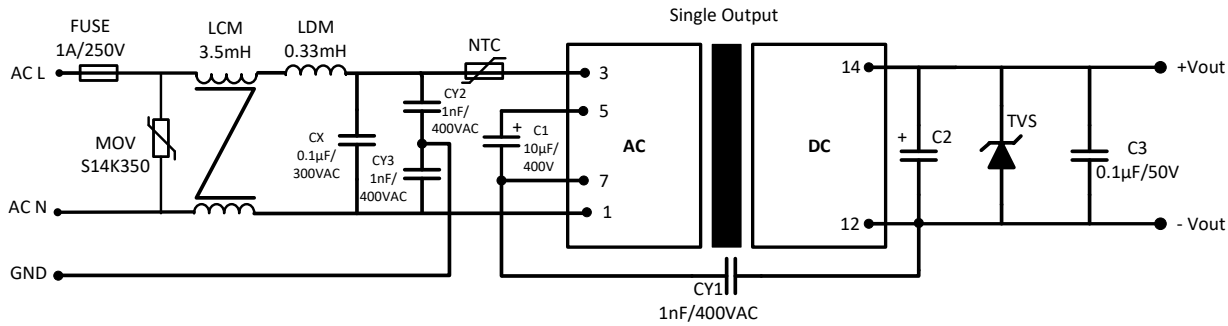 Single Output
FUSE
1A/250V
LCM
3.5mH
LDM
0.33mH
NTC
AC L
3
14
+Vout
CY2
1nF/
400VAC
5
MOV
S14K350
CX
0.1µF/
300VAC
CY3
1nF/
400VAC
+
C1
10µF/
400V
AC
DC
+
C2
TVS
C3
0.1µF/50V
7
AC N
1
12
- Vout
GND
CY1
1nF/400VAC